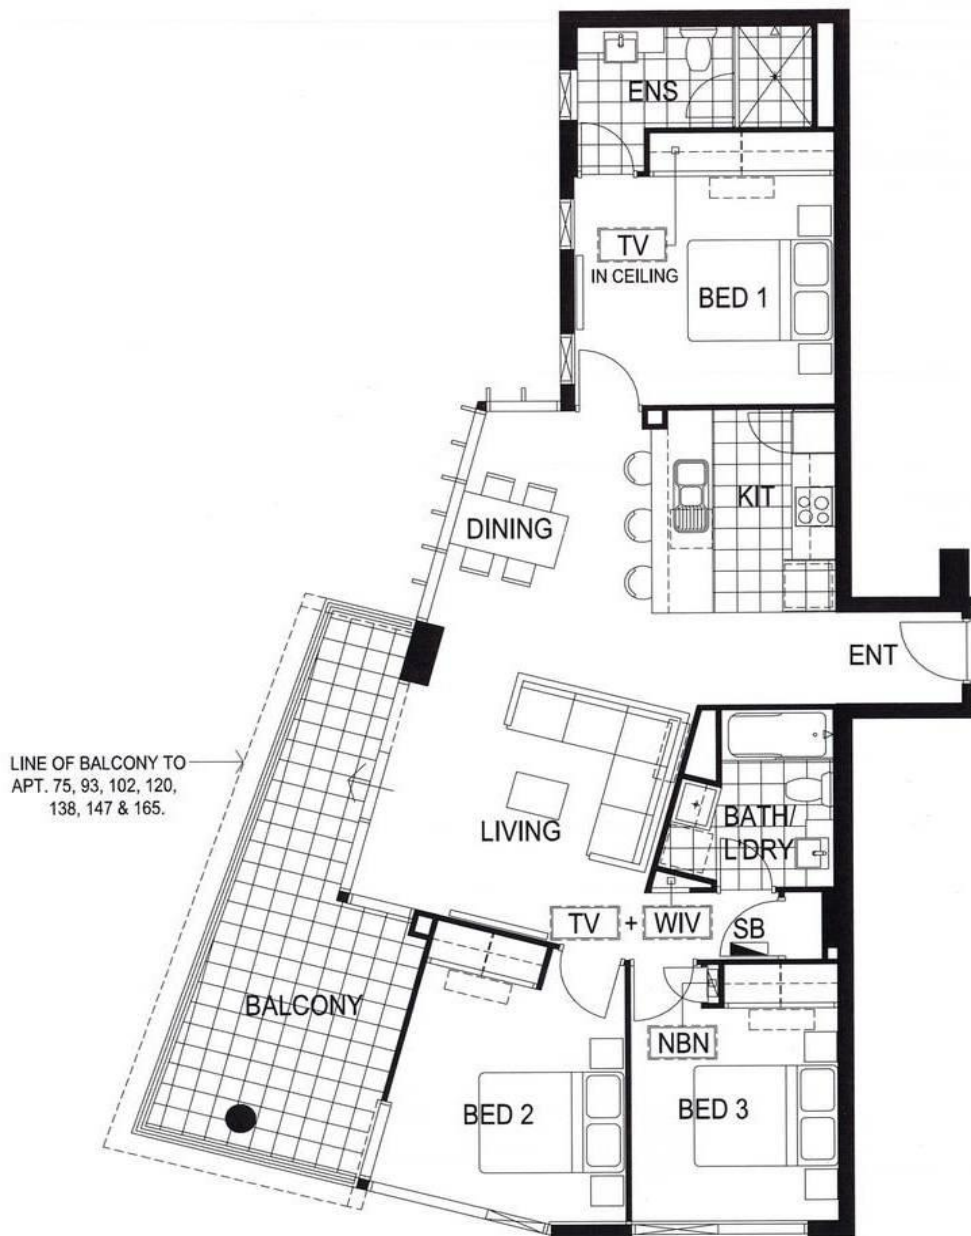 ENS
TV
IN CEILING
BED 1
KIT
DINING
ENT
LINE OF BALCONY TO
APT. 75, 93, 102, 120,
138, 147 & 165.
LIVING
BATH/
L'DRY
TV + WIV
SB
BALCONY
NBN
BED 2
BED 3